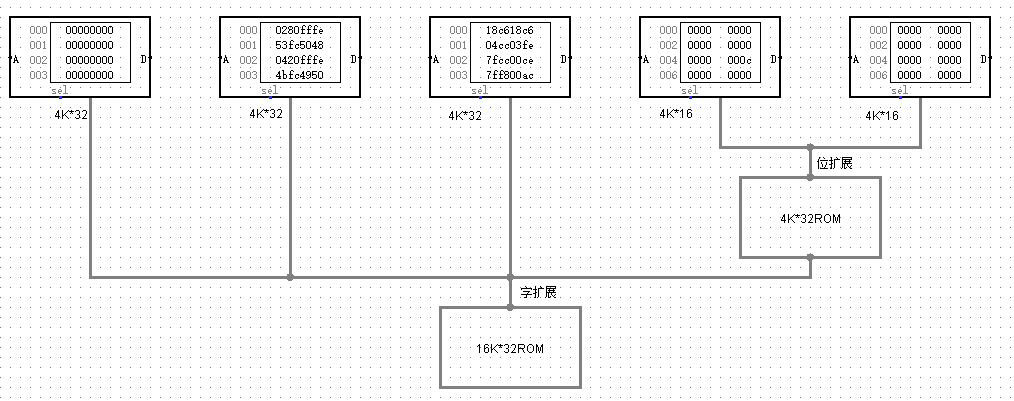 000 00000000
001 00000000
002 00000000
003 00000000
A D
sel
4K*32
000 0280fffe
001 53fc5048
002 0420fffe
003 4bfc4950
A D
sel
4K*32
000 18c618c6
001 04cc03fe
002 7fcc00ce
003 7ff800ac
A D
sel
4K*32
000 0000 0000
002 0000 0000
004 0000 000c
006 0000 0000
A D
sel
4K*16
000 0000 0000
002 0000 0000
004 0000 0000
006 0000 0000
A D
sel
4K*16
位扩展
4K*32ROM
字扩展
16K*32ROM